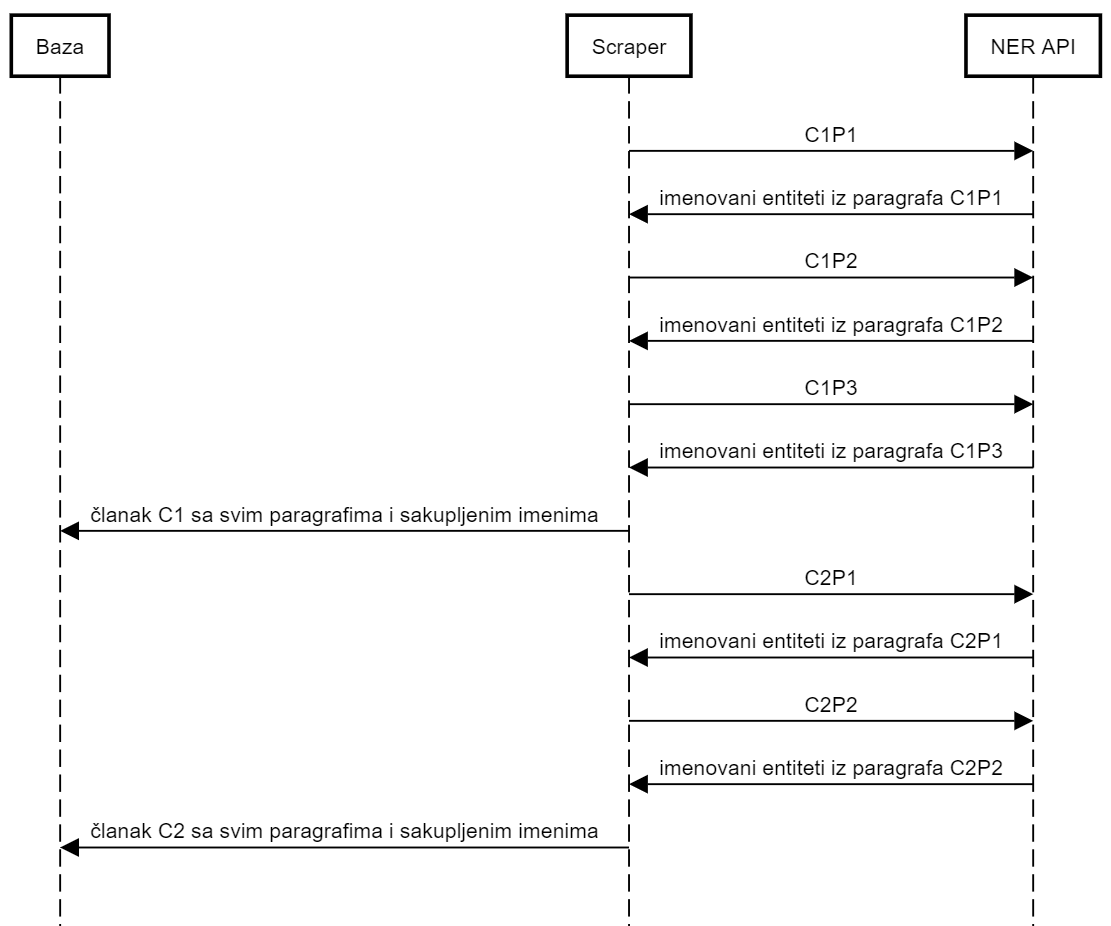 Baza
Scraper
NER API
C1P1
imenovani entiteti iz paragrafa C1P1
C1P2
imenovani entiteti iz paragrafa C1P2
C1P3
imenovani entiteti iz paragrafa C1P3
članak C1 sa svim paragrafima i sakupljenim imenima
C2P1
imenovani entiteti iz paragrafa C2P1
C2P2
imenovani entiteti iz paragrafa C2P2
članak C2 sa svim paragrafima i sakupljenim imenima